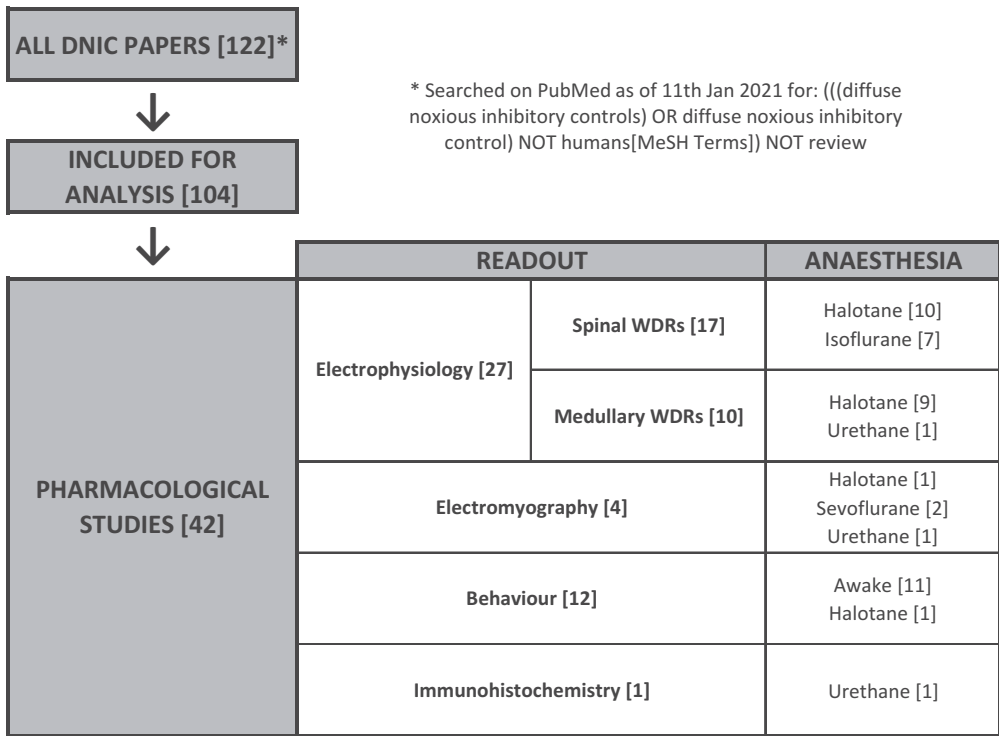 ALL DNIC PAPERS [122]*
* Searched on PubMed as of 11th Jan 2021 for: (((diffuse
noxious inhibitory controls) OR diffuse noxious inhibitory
control) NOT humans[MeSH Terms]) NOT review
INCLUDED FOR
ANALYSIS [104]
READOUT
ANAESTHESIA
PHARMACOLOGICAL
STUDIES [42]
Electrophysiology [27]
Spinal WDRs [17]
Halotane [10]
Isoflurane [7]
Medullary WDRs [10]
Halotane [9]
Urethane [1]
Electromyography [4]
Halotane [1]
Sevoflurane [2]
Urethane [1]
Behaviour [12]
Awake [11]
Halotane [1]
Immunohistochemistry [1]
Urethane [1]